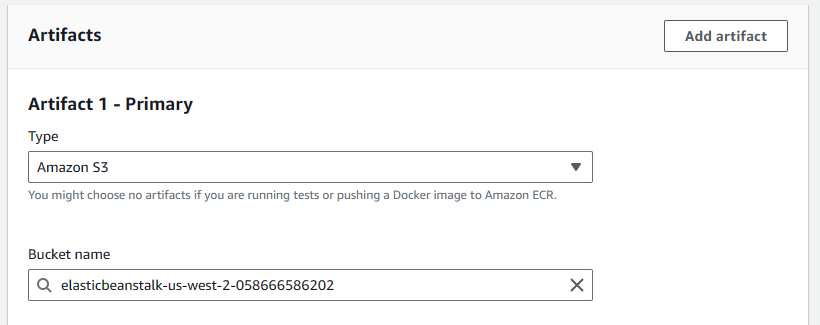 Artifacts
Add artifact
Artifact 1 - Primary
Type
Amazon S3
You might choose no artifacts if you are running tests or pushing a Docker image to Amazon ECR.
Bucket name
elasticbeanstalk-us-west-2-058666586202